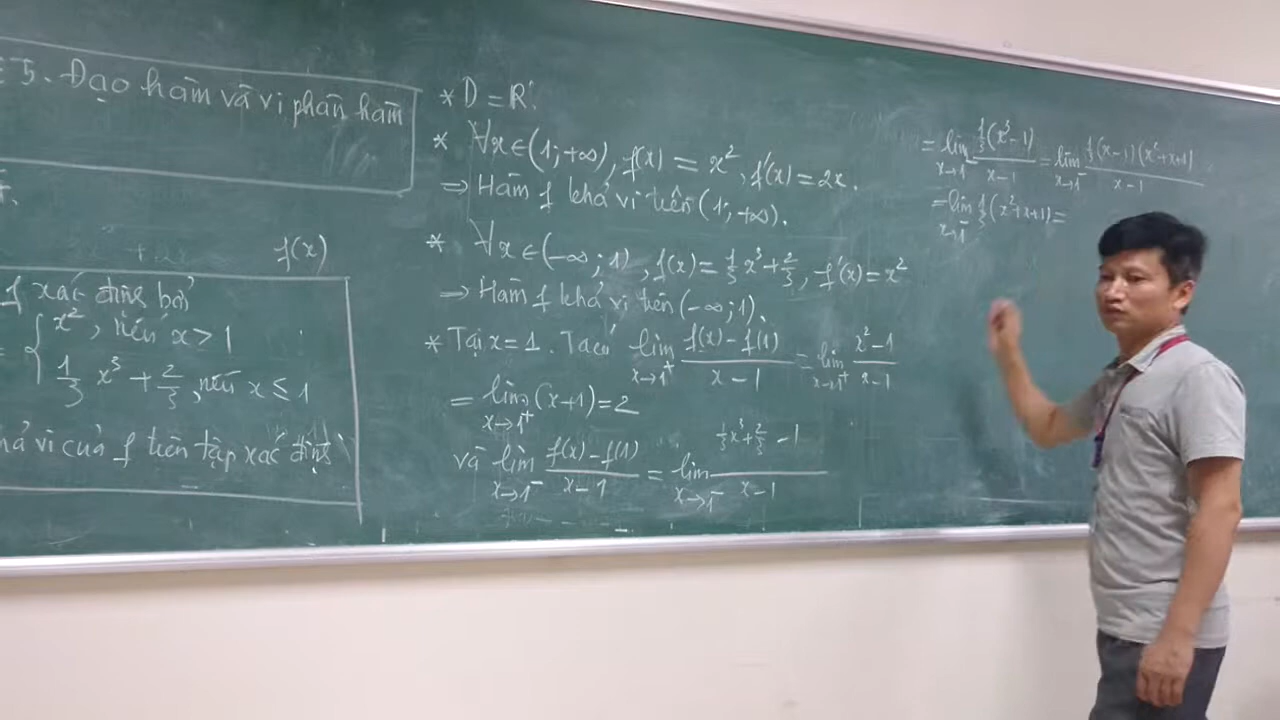 5. Đạo hàm và vi phân hàm
f(x)
f xác định bởi
x², nếu x > 1
1/3 x³ + 2/3, nếu x ≤ 1
vi của f trên tập xác định
* D = ℝ.
* ∀x∈(1; +∞), f(x) = x², f'(x) = 2x.
⇒ Hàm f khả vi trên (1; +∞).
* ∀x∈(-∞; 1), f(x) = 1/3 x³ + 2/3, f'(x) = x²
⇒ Hàm f khả vi trên (-∞; 1).
* Tại x = 1. Ta có lim_{x→1⁺} (f(x) - f(1))/(x - 1) = lim_{x→1⁺} (x² - 1)/(x - 1)
= lim_{x→1⁺} (x+1) = 2
và lim_{x→1⁻} (f(x) - f(1))/(x - 1) = lim_{x→1⁻} (1/3 x³ + 2/3 - 1)/(x - 1)
= lim_{x→1⁻} (1/3 (x³ - 1))/(x - 1) = lim_{x→1⁻} (1/3 (x - 1)(x² + x + 1))/(x - 1)
= lim_{x→1⁻} 1/3 (x² + x + 1) =